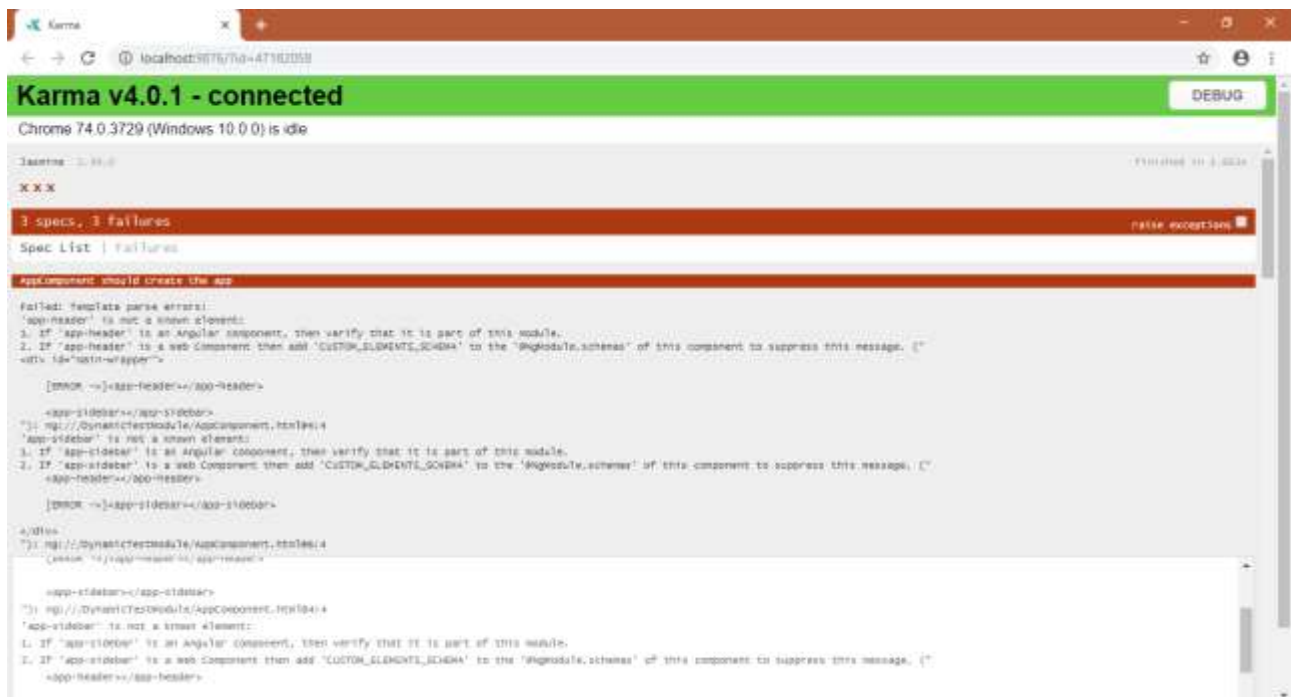 Karma
localhost:9876/?id=47182058
Karma v4.0.1 - connected
DEBUG
Chrome 74.0.3729 (Windows 10.0.0) is idle
Jasmine
Finished in
x x x
3 specs, 3 failures
raise exceptions
Spec List | Failures
AppComponent should create the app
Failed: Template parse errors:
'app-header' is not a known element:
1. If 'app-header' is an Angular component, then verify that it is part of this module.
2. If 'app-header' is a Web Component then add 'CUSTOM_ELEMENTS_SCHEMA' to the '@NgModule.schemas' of this component to suppress this message. ("
<div id="main-wrapper">
[ERROR ->]<app-header></app-header>
<app-sidebar></app-sidebar>
"): ng:///DynamicTestModule/AppComponent.html@4:4
'app-sidebar' is not a known element:
1. If 'app-sidebar' is an Angular component, then verify that it is part of this module.
2. If 'app-sidebar' is a Web Component then add 'CUSTOM_ELEMENTS_SCHEMA' to the '@NgModule.schemas' of this component to suppress this message. ("
<app-header></app-header>
[ERROR ->]<app-sidebar></app-sidebar>
</div>
"): ng:///DynamicTestModule/AppComponent.html@6:4
[ERROR ->]<app-header></app-header>
<app-sidebar></app-sidebar>
"): ng:///DynamicTestModule/AppComponent.html@4:4
'app-sidebar' is not a known element:
1. If 'app-sidebar' is an Angular component, then verify that it is part of this module.
2. If 'app-sidebar' is a Web Component then add 'CUSTOM_ELEMENTS_SCHEMA' to the '@NgModule.schemas' of this component to suppress this message. ("
<app-header></app-header>